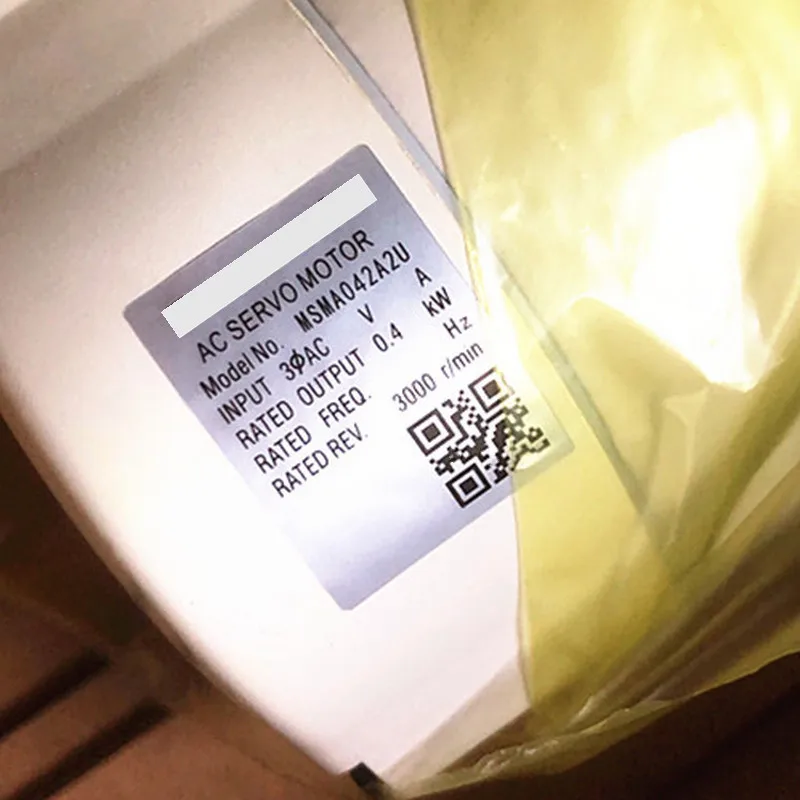 AC SERVO MOTOR
Model No. MSMA042A2U
INPUT 3ϕAC V A
RATED OUTPUT 0.4 kW
RATED FREQ. Hz
RATED REV. 3000 r/min